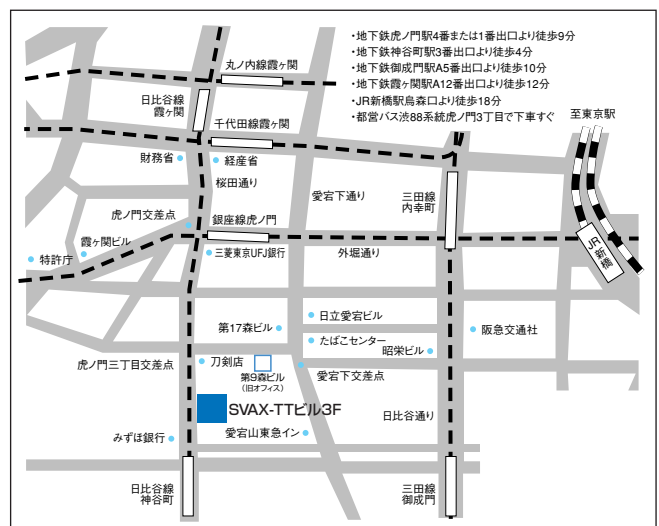 ・地下鉄虎ノ門駅4番または1番出口より徒歩9分
・地下鉄神谷町駅3番出口より徒歩4分
・地下鉄御成門駅A5番出口より徒歩10分
・地下鉄霞ヶ関駅A12番出口より徒歩12分
・JR新橋駅烏森口より徒歩18分
・都営バス渋88系統虎ノ門3丁目で下車すぐ
丸ノ内線霞ヶ関
日比谷線
霞ヶ関
千代田線霞ヶ関
至東京駅
財務省
経産省
桜田通り
愛宕下通り
三田線
内幸町
虎ノ門交差点
銀座線虎ノ門
霞ヶ関ビル
特許庁
三菱東京UFJ銀行
外堀通り
JR新橋
第17森ビル
日立愛宕ビル
たばこセンター
昭栄ビル
阪急交通社
虎ノ門三丁目交差点
刀剣店
第9森ビル
(旧オフィス)
愛宕下交差点
SVAX-TTビル3F
日比谷通り
みずほ銀行
愛宕山東急イン
日比谷線
神谷町
三田線
御成門